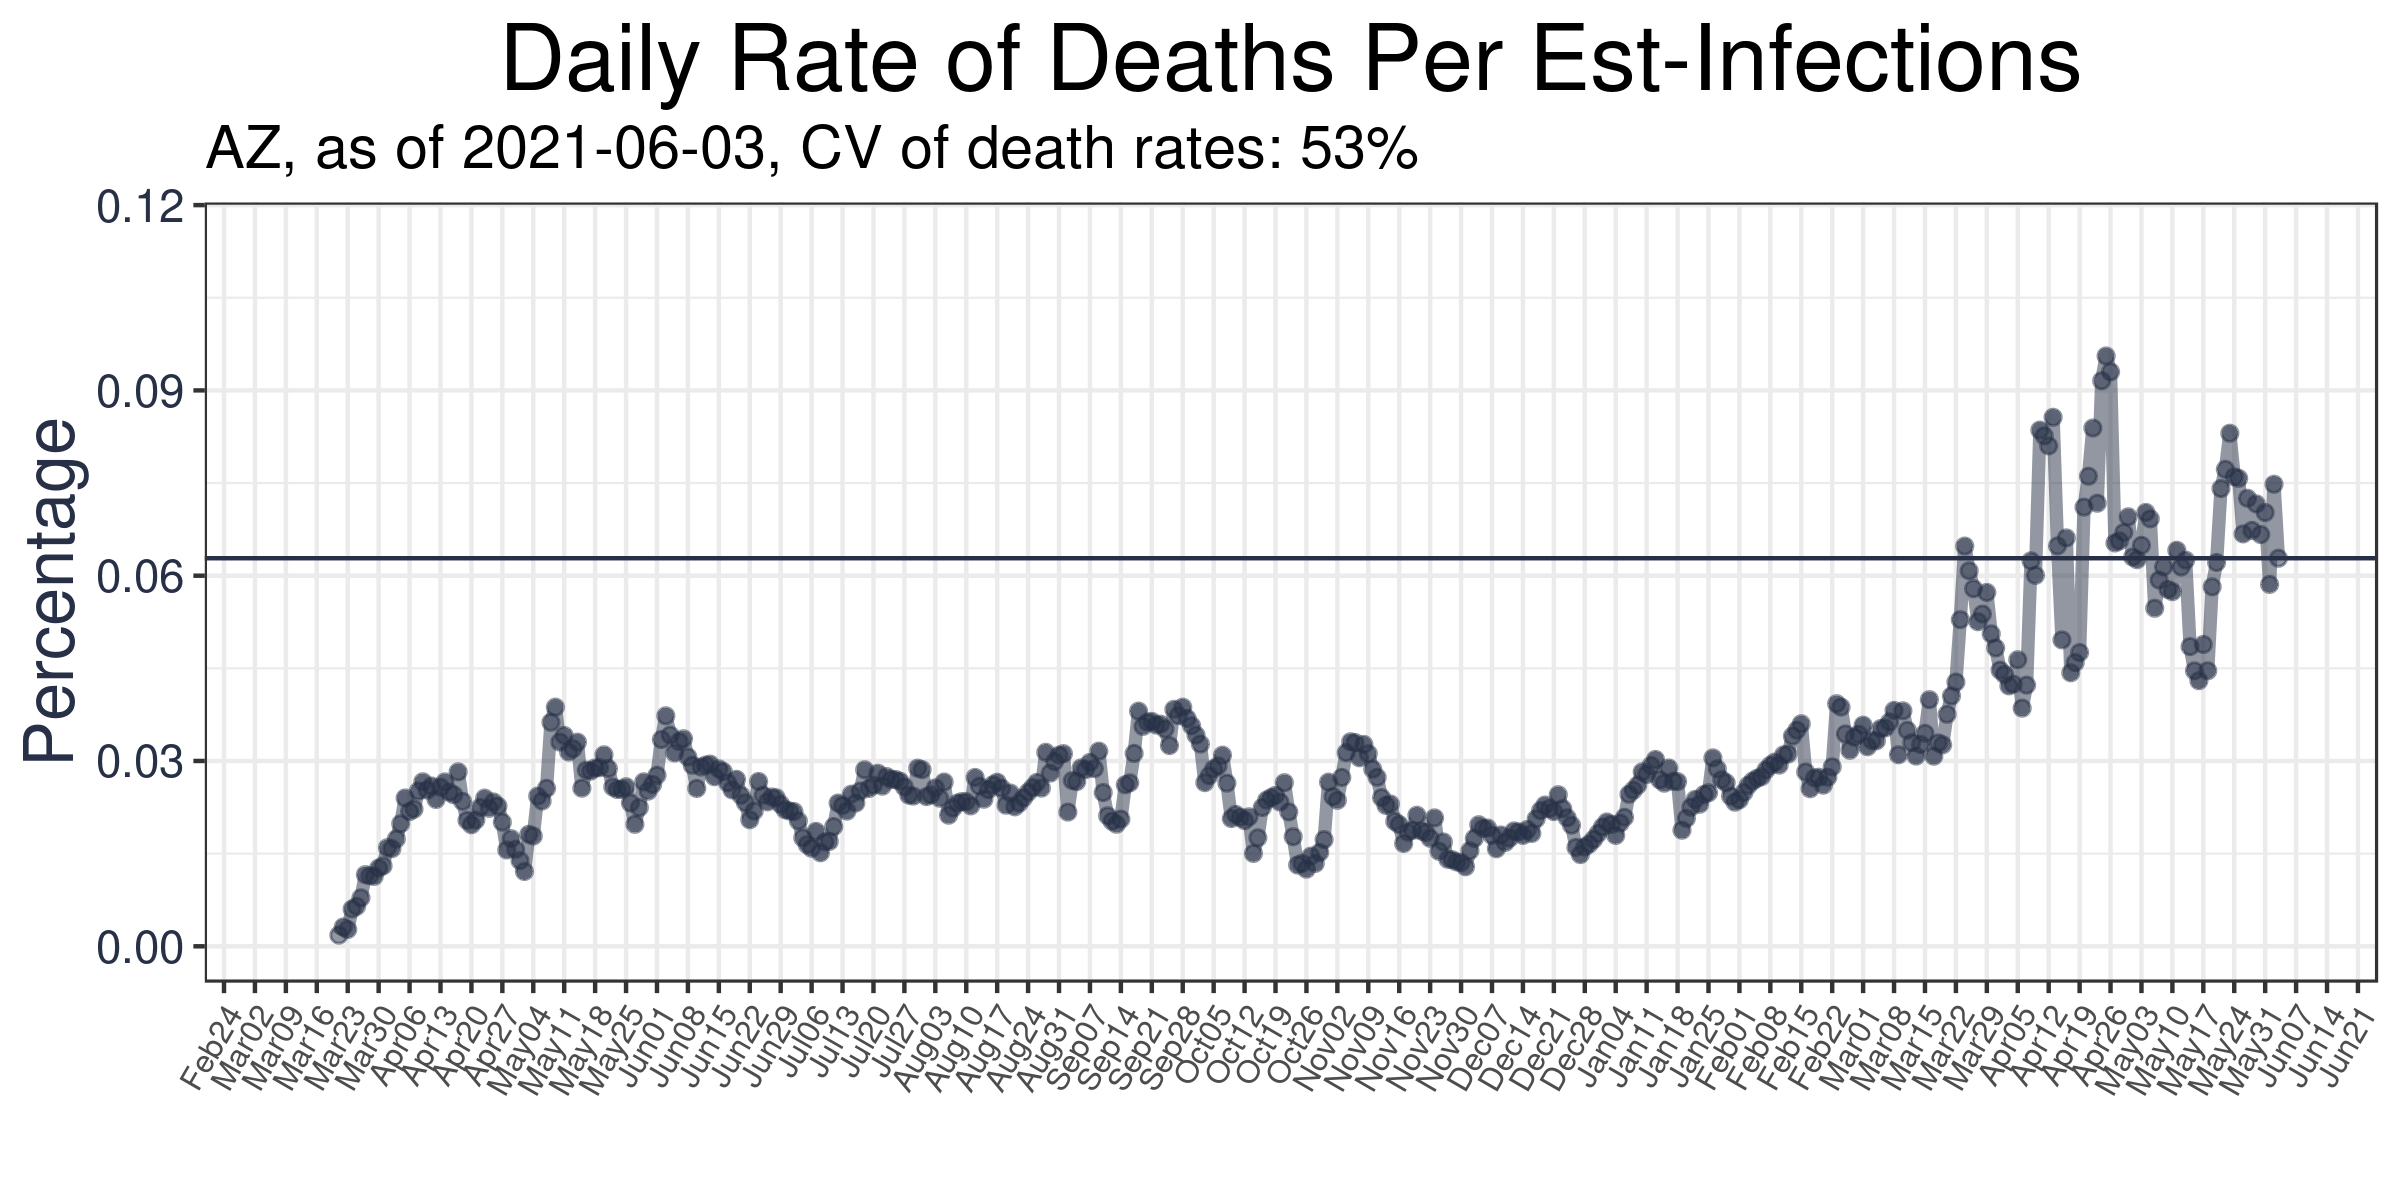 Daily Rate of Deaths Per Est-Infections
AZ, as of 2021-06-03, CV of death rates: 53%
Percentage
0.12
0.09
0.06
0.03
0.00
Feb24
Mar02
Mar09
Mar16
Mar23
Mar30
Apr06
Apr13
Apr20
Apr27
May04
May11
May18
May25
Jun01
Jun08
Jun15
Jun22
Jun29
Jul06
Jul13
Jul20
Jul27
Aug03
Aug10
Aug17
Aug24
Aug31
Sep07
Sep14
Sep21
Sep28
Oct05
Oct12
Oct19
Oct26
Nov02
Nov09
Nov16
Nov23
Nov30
Dec07
Dec14
Dec21
Dec28
Jan04
Jan11
Jan18
Jan25
Feb01
Feb08
Feb15
Feb22
Mar01
Mar08
Mar15
Mar22
Mar29
Apr05
Apr12
Apr19
Apr26
May03
May10
May17
May24
May31
Jun07
Jun14
Jun21